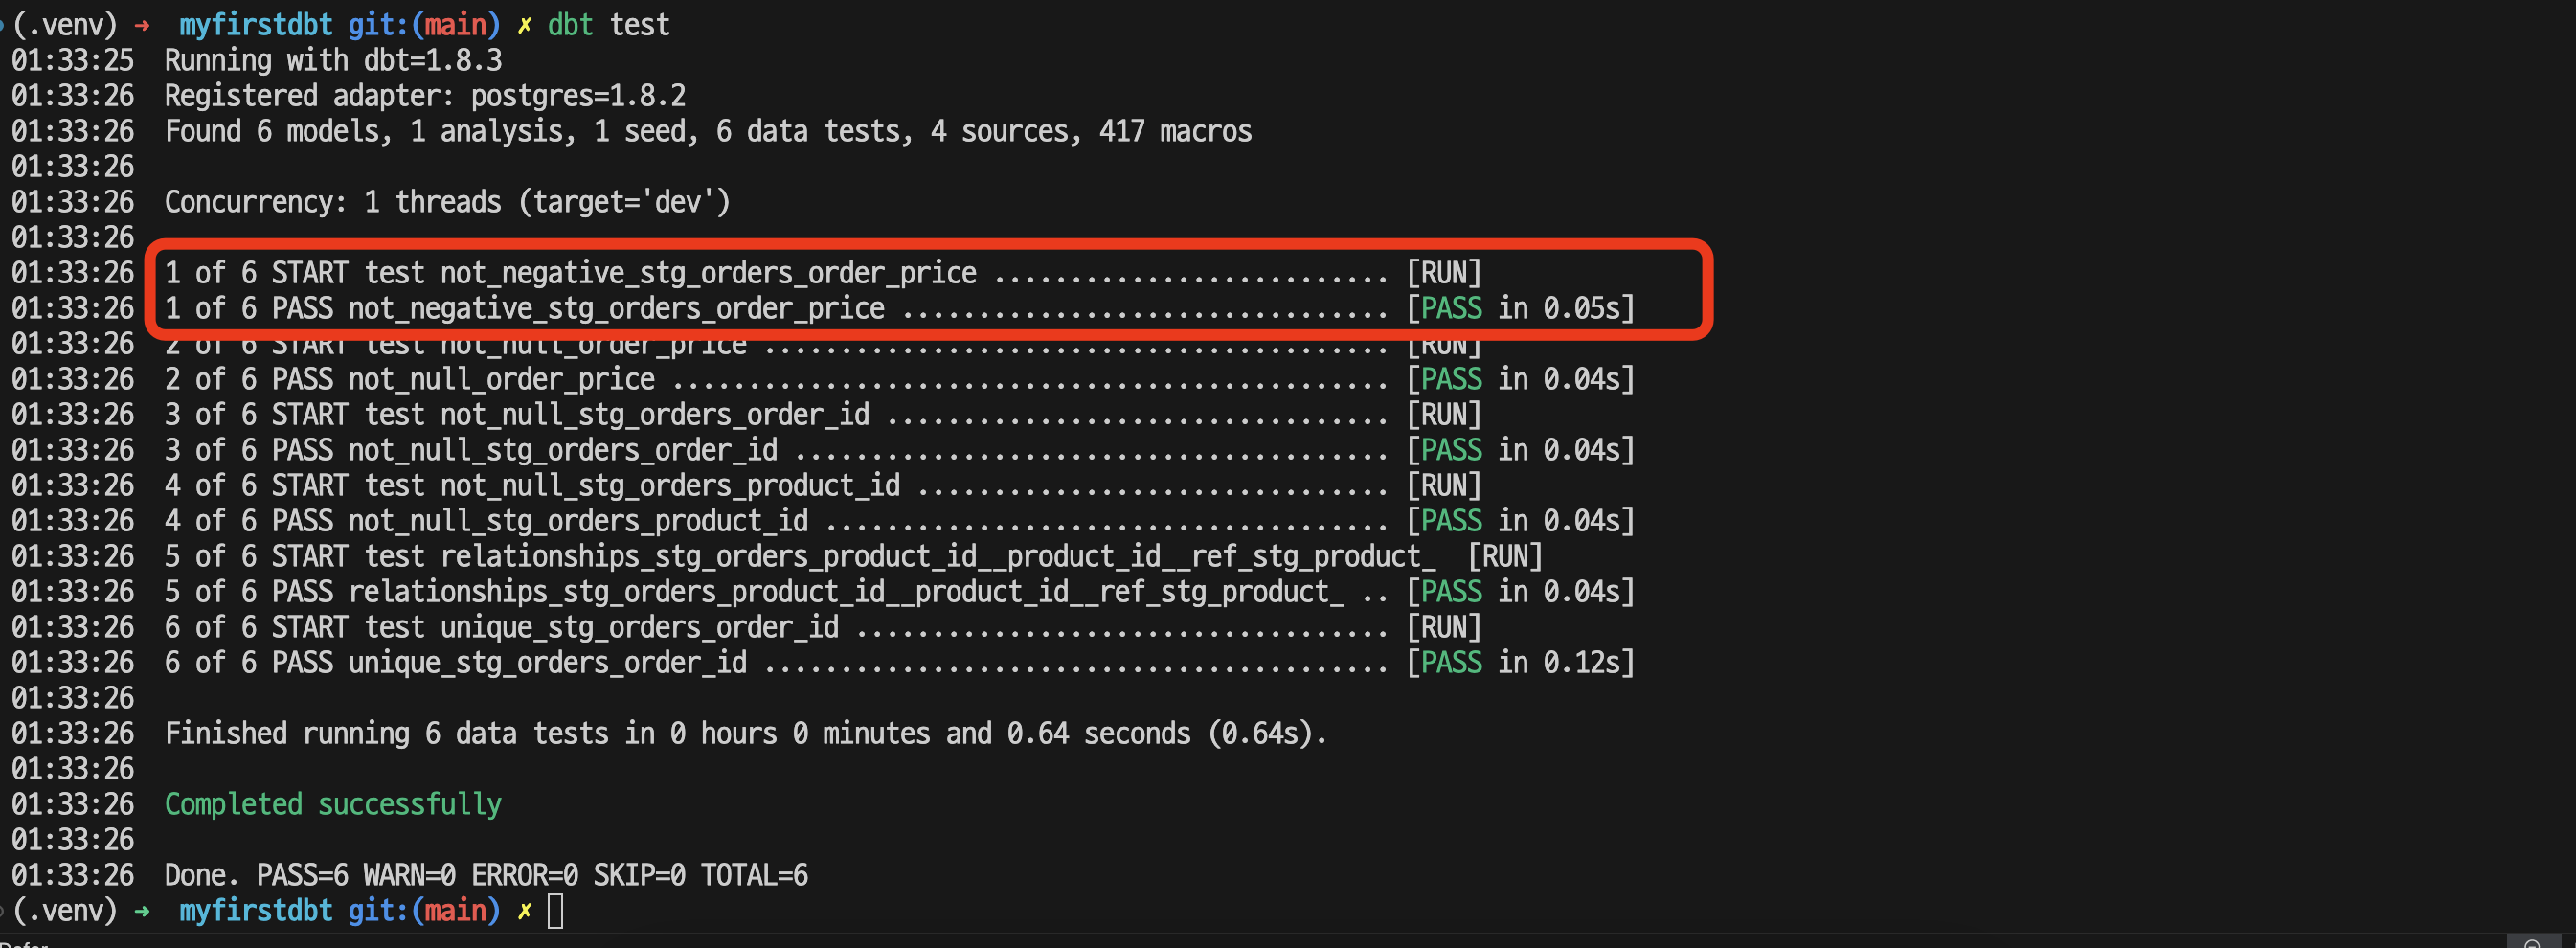 (.venv) → myfirstdbt git:(main) ✗ dbt test
01:33:25  Running with dbt=1.8.3
01:33:26  Registered adapter: postgres=1.8.2
01:33:26  Found 6 models, 1 analysis, 1 seed, 6 data tests, 4 sources, 417 macros
01:33:26
01:33:26  Concurrency: 1 threads (target='dev')
01:33:26
01:33:26  1 of 6 START test not_negative_stg_orders_order_price .......................... [RUN]
01:33:26  1 of 6 PASS not_negative_stg_orders_order_price ................................ [PASS in 0.05s]
01:33:26  2 of 6 START test not_null_order_price ......................................... [RUN]
01:33:26  2 of 6 PASS not_null_order_price ............................................... [PASS in 0.04s]
01:33:26  3 of 6 START test not_null_stg_orders_order_id ................................. [RUN]
01:33:26  3 of 6 PASS not_null_stg_orders_order_id ....................................... [PASS in 0.04s]
01:33:26  4 of 6 START test not_null_stg_orders_product_id ............................... [RUN]
01:33:26  4 of 6 PASS not_null_stg_orders_product_id ..................................... [PASS in 0.04s]
01:33:26  5 of 6 START test relationships_stg_orders_product_id__product_id__ref_stg_product_  [RUN]
01:33:26  5 of 6 PASS relationships_stg_orders_product_id__product_id__ref_stg_product_ .. [PASS in 0.04s]
01:33:26  6 of 6 START test unique_stg_orders_order_id ................................... [RUN]
01:33:26  6 of 6 PASS unique_stg_orders_order_id ......................................... [PASS in 0.12s]
01:33:26
01:33:26  Finished running 6 data tests in 0 hours 0 minutes and 0.64 seconds (0.64s).
01:33:26
01:33:26  Completed successfully
01:33:26
01:33:26  Done. PASS=6 WARN=0 ERROR=0 SKIP=0 TOTAL=6
(.venv) → myfirstdbt git:(main) ✗